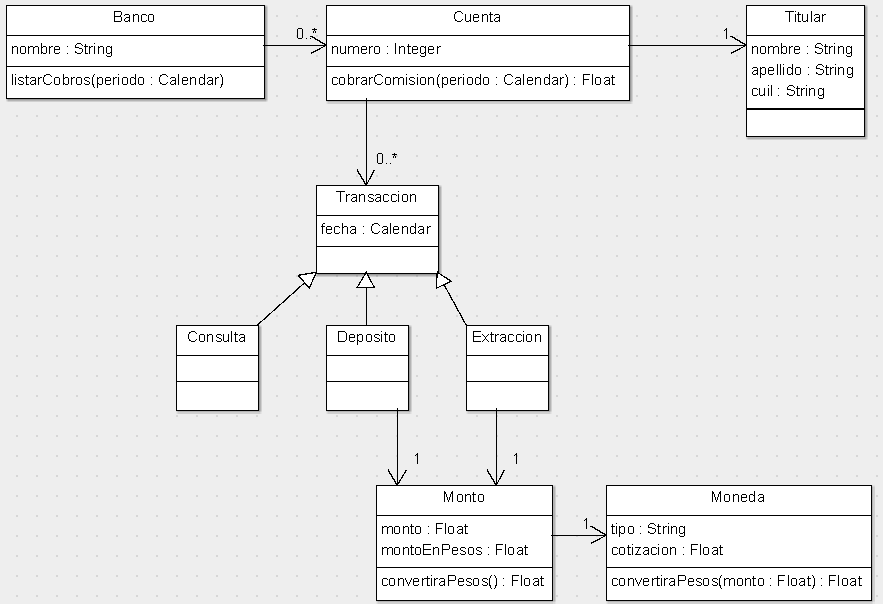 Banco
nombre : String
listarCobros(periodo : Calendar)
0..*
Cuenta
numero : Integer
cobrarComision(periodo : Calendar) : Float
1
Titular
nombre : String
apellido : String
cuil : String
0..*
Transaccion
fecha : Calendar
Consulta
Deposito
Extraccion
1
1
Monto
monto : Float
montoEnPesos : Float
convertiraPesos() : Float
1
Moneda
tipo : String
cotizacion : Float
convertiraPesos(monto : Float) : Float